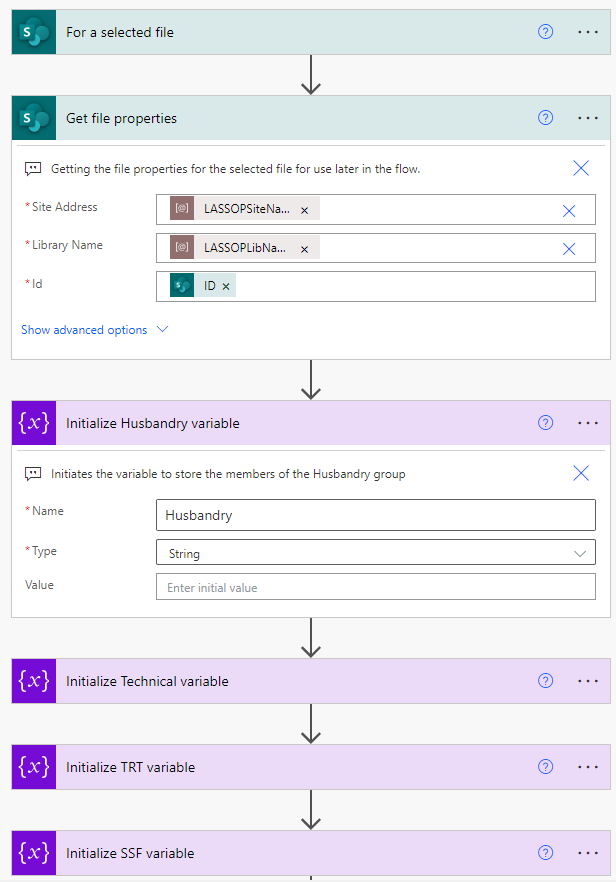 For a selected file
Get file properties
Getting the file properties for the selected file for use later in the flow.
* Site Address
LASSOPSiteNa...
* Library Name
LASSOPLibNa...
* Id
ID
Show advanced options
{x} Initialize Husbandry variable
Initiates the variable to store the members of the Husbandry group
* Name
Husbandry
* Type
String
Value
Enter initial value
{x} Initialize Technical variable
{x} Initialize TRT variable
{x} Initialize SSF variable